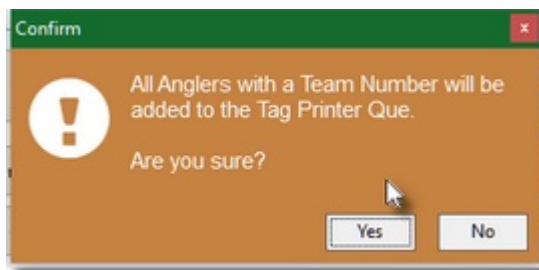 Confirm
x
All Anglers with a Team Number will be
added to the Tag Printer Que.
Are you sure?
Yes No